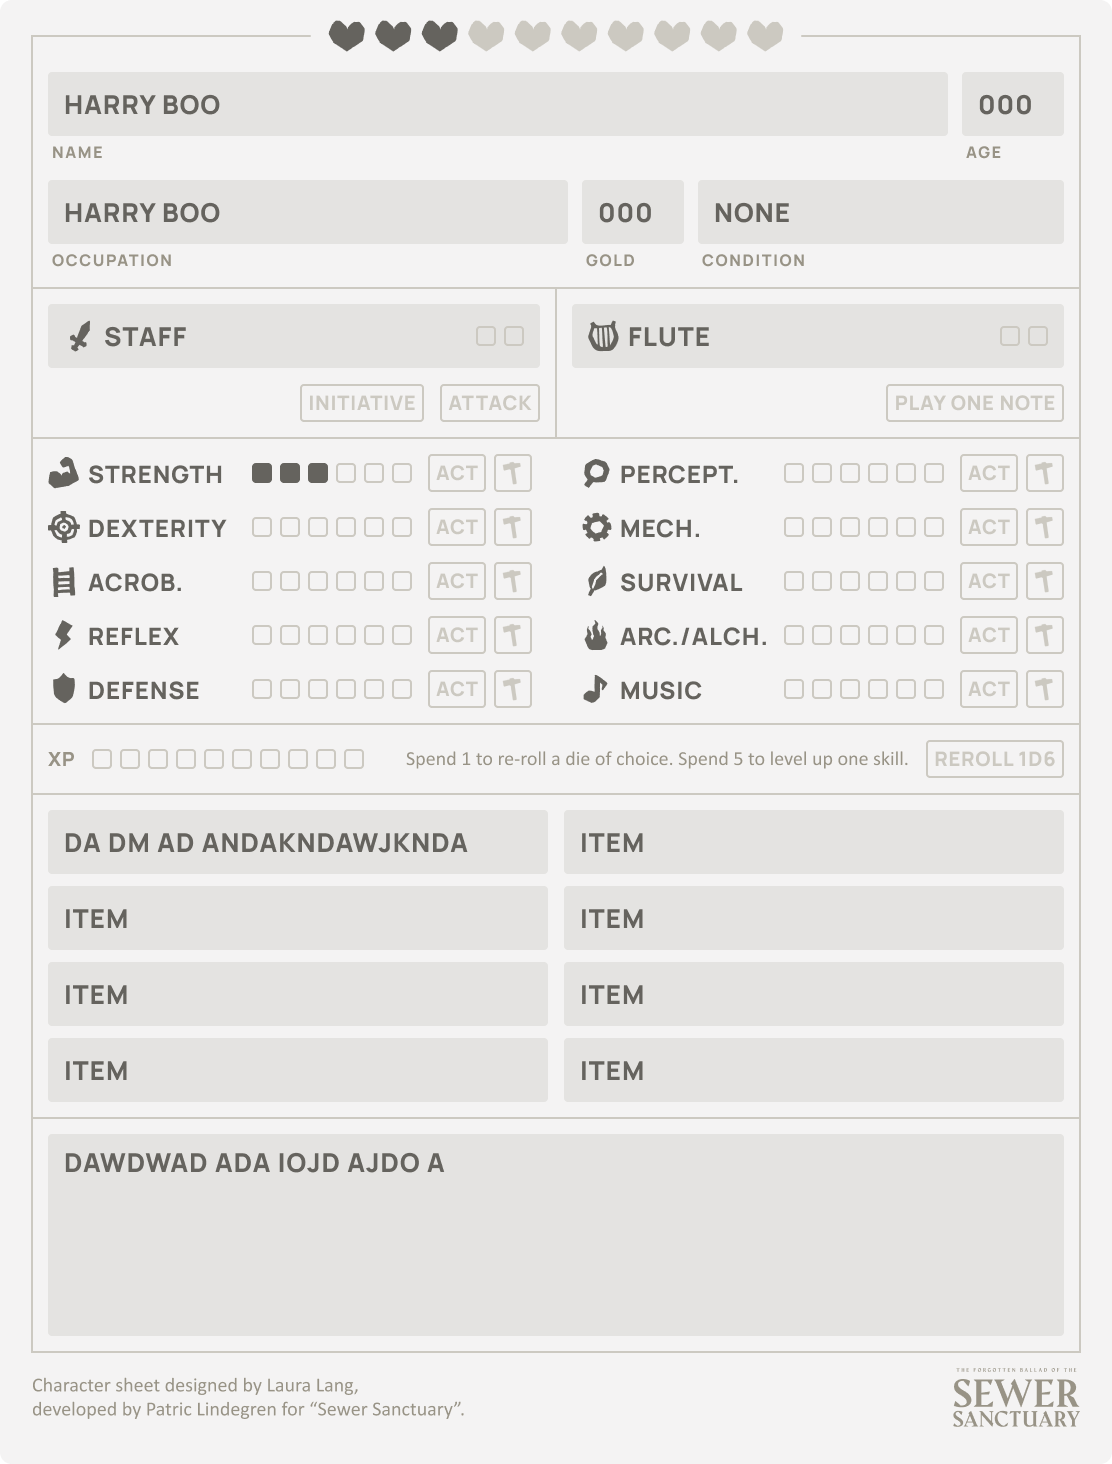 HARRY BOO
000
NAME
AGE
HARRY BOO
000
NONE
OCCUPATION
GOLD
CONDITION
STAFF
FLUTE
INITIATIVE
ATTACK
PLAY ONE NOTE
STRENGTH
ACT
PERCEPT.
ACT
DEXTERITY
ACT
MECH.
ACT
ACROB.
ACT
SURVIVAL
ACT
REFLEX
ACT
ARC./ALCH.
ACT
DEFENSE
ACT
MUSIC
ACT
XP
Spend 1 to re-roll a die of choice. Spend 5 to level up one skill.
REROLL 1D6
DA DM AD ANDAKNDAWJKNDA
ITEM
ITEM
ITEM
ITEM
ITEM
ITEM
ITEM
DAWDWAD ADA IOJD AJDO A
Character sheet designed by Laura Lang,
developed by Patric Lindegren for “Sewer Sanctuary”.
THE FORGOTTEN BALLAD OF THE
SEWER
SANCTUARY